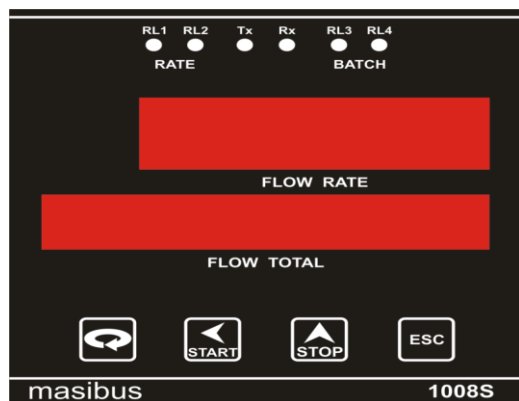 RL1 RL2 Tx Rx RL3 RL4
RATE BATCH
FLOW RATE
FLOW TOTAL
START STOP ESC
masibus 1008S